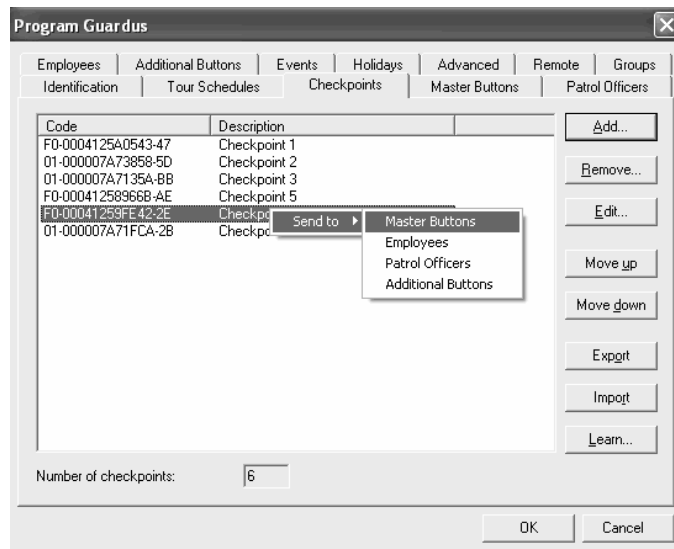 Program Guardus
Employees Additional Buttons Events Holidays Advanced Remote Groups
Identification Tour Schedules Checkpoints Master Buttons Patrol Officers
Code Description
F0-0004125A0543-47 Checkpoint 1
01-000007A73858-5D Checkpoint 2
01-000007A7135A-BB Checkpoint 3
F0-00041258966B-AE Checkpoint 5
F0-00041259FE42-2E Checkpo
01-000007A71FCA-2B Checkpo
Send to
Master Buttons
Employees
Patrol Officers
Additional Buttons
Add...
Remove...
Edit...
Move up
Move down
Export
Import
Learn...
Number of checkpoints: 6
OK Cancel